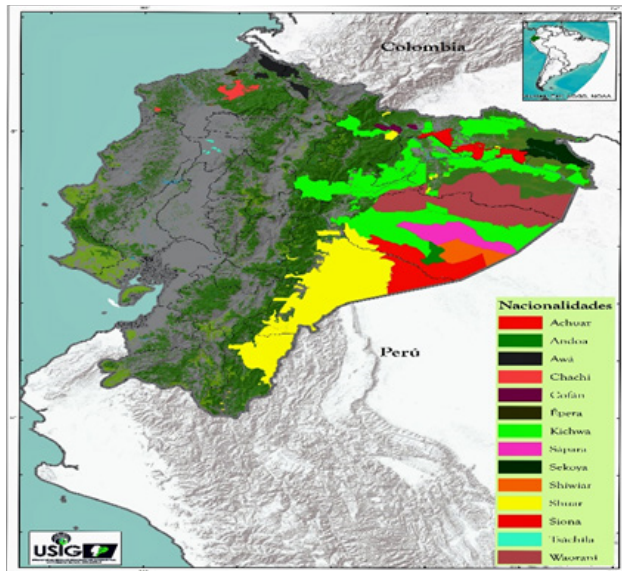 Colombia
Perú
Nacionalidades
Achuar
Andoa
Awá
Chachi
Cofán
Épera
Kichwa
Sápara
Sekoya
Shiwiar
Shuar
Siona
Tsáchila
Waorani
USIG